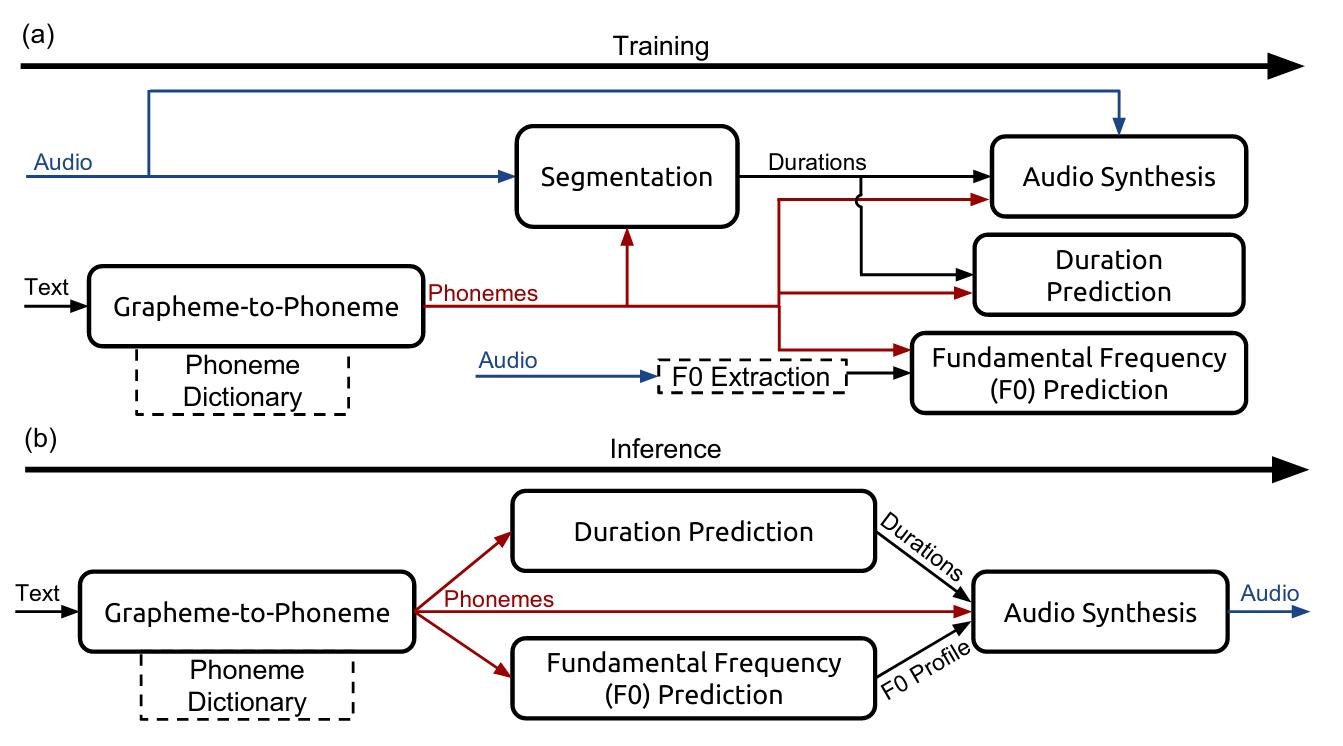 (a)
Training
Audio
Segmentation
Durations
Audio Synthesis
Text
Grapheme-to-Phoneme
Phonemes
Duration
Prediction
Phoneme
Dictionary
Audio
F0 Extraction
Fundamental Frequency
(F0) Prediction
(b)
Inference
Duration Prediction
Durations
Text
Grapheme-to-Phoneme
Phonemes
Audio Synthesis
Audio
Phoneme
Dictionary
Fundamental Frequency
(F0) Prediction
F0 Profile